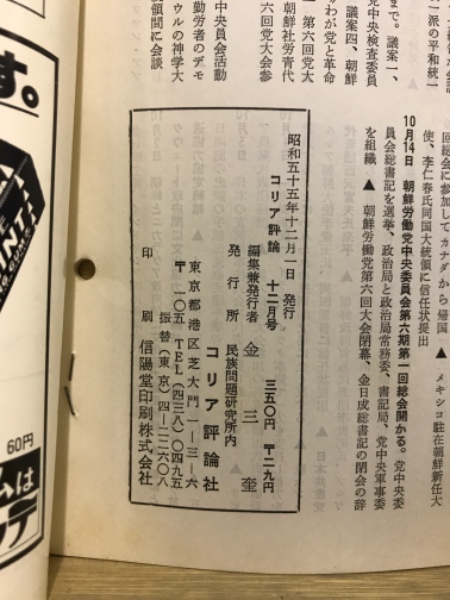 一派の平和統一
まで。議案一、
党中央検査委員
議案四、朝鮮
わが党と革命
第六回党大
朝鮮社労青代
六回党大会参
中央員会活動
動労者のデモ
ウルの神学大
統領間に会談
回総会に参加してカナダから帰国 ▲ メキシコ駐在朝鮮新任大
使、李仁春氏同国大統領に信任状提出
10月14日 朝鮮労働党中央委員会第六期第一回総会開かる。党中央委
員会総書記を選挙、政治局と政治局常務委、書記局、党中央軍事委
を組織 ▲ 朝鮮労働党第六回大会閉幕、金日成総書記の閉会の辞
昭和五十五年十二月一日 発行
コリア評論 十二月号 三五〇円 〒二九円
編集兼発行者 金三奎
発行所 民族問題研究所内
コリア評論社
東京都港区芝大門一―三―六
〒一〇五 TEL(四三八)〇四九五
振替(東京)四―二二六〇八
印刷 信陽堂印刷株式会社
す。
60円
ムは
ッテ